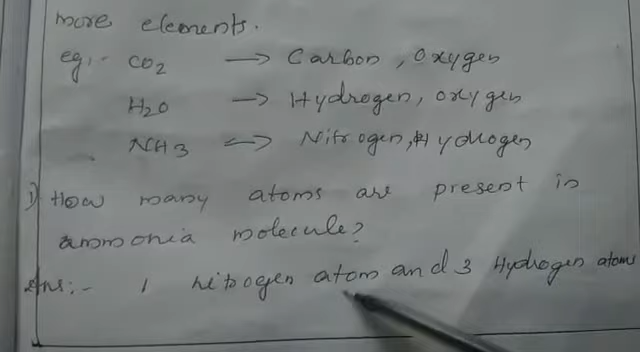 more elements.
eg:- CO2 → Carbon, Oxygen
H2O → Hydrogen, oxygen
NH3 → Nitrogen, Hydrogen
1) How many atoms are present in
ammonia molecule?
Ans:- 1 nitrogen atom and 3 Hydrogen atoms